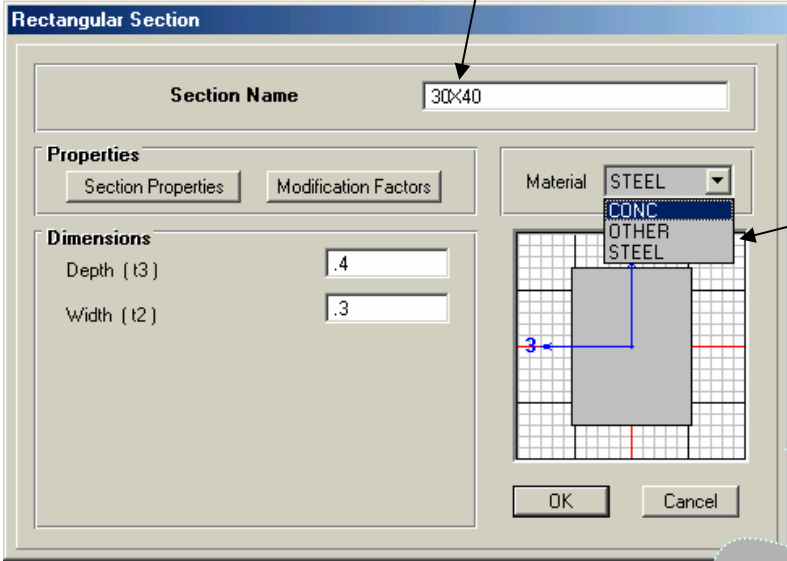 Rectangular Section
Section Name 30X40
Properties
Section Properties Modification Factors
Material STEEL
CONC
OTHER
STEEL
Dimensions
Depth ( t3 ) .4
Width ( t2 ) .3
3
OK Cancel